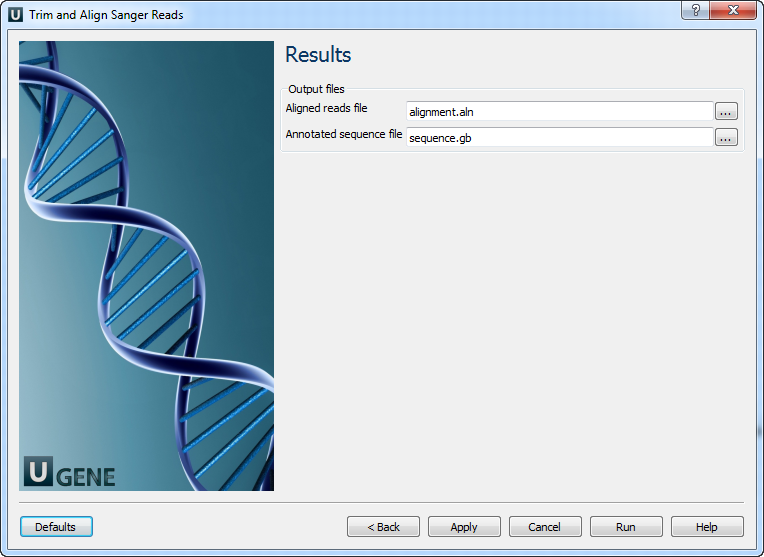 U Trim and Align Sanger Reads ?
Results
Output files
Aligned reads file alignment.aln ...
Annotated sequence file sequence.gb ...
U GENE
Defaults < Back Apply Cancel Run Help